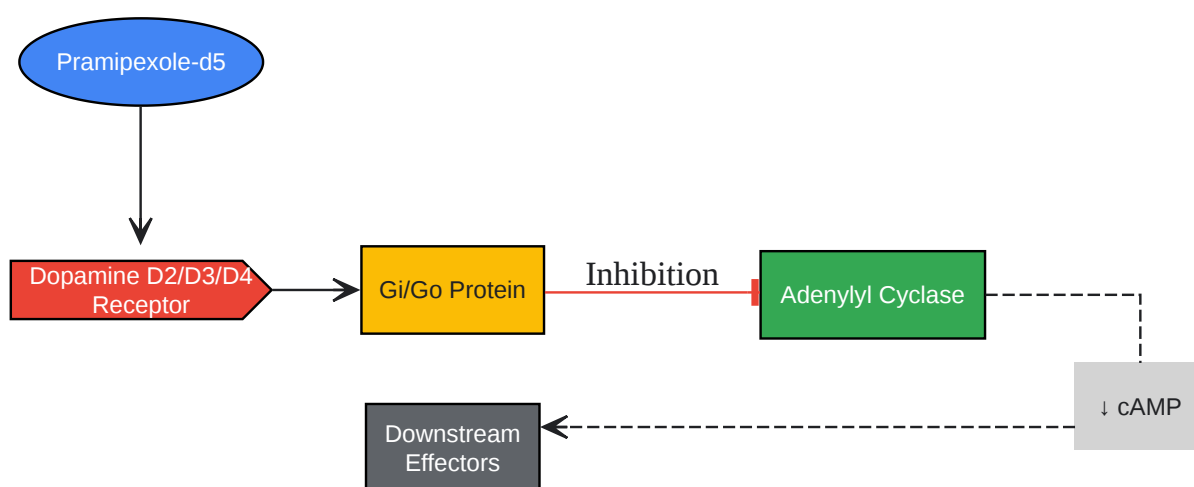 Pramipexole-d5
Dopamine D2/D3/D4
Receptor
Gi/Go Protein
Inhibition
Adenylyl Cyclase
↓ cAMP
Downstream
Effectors